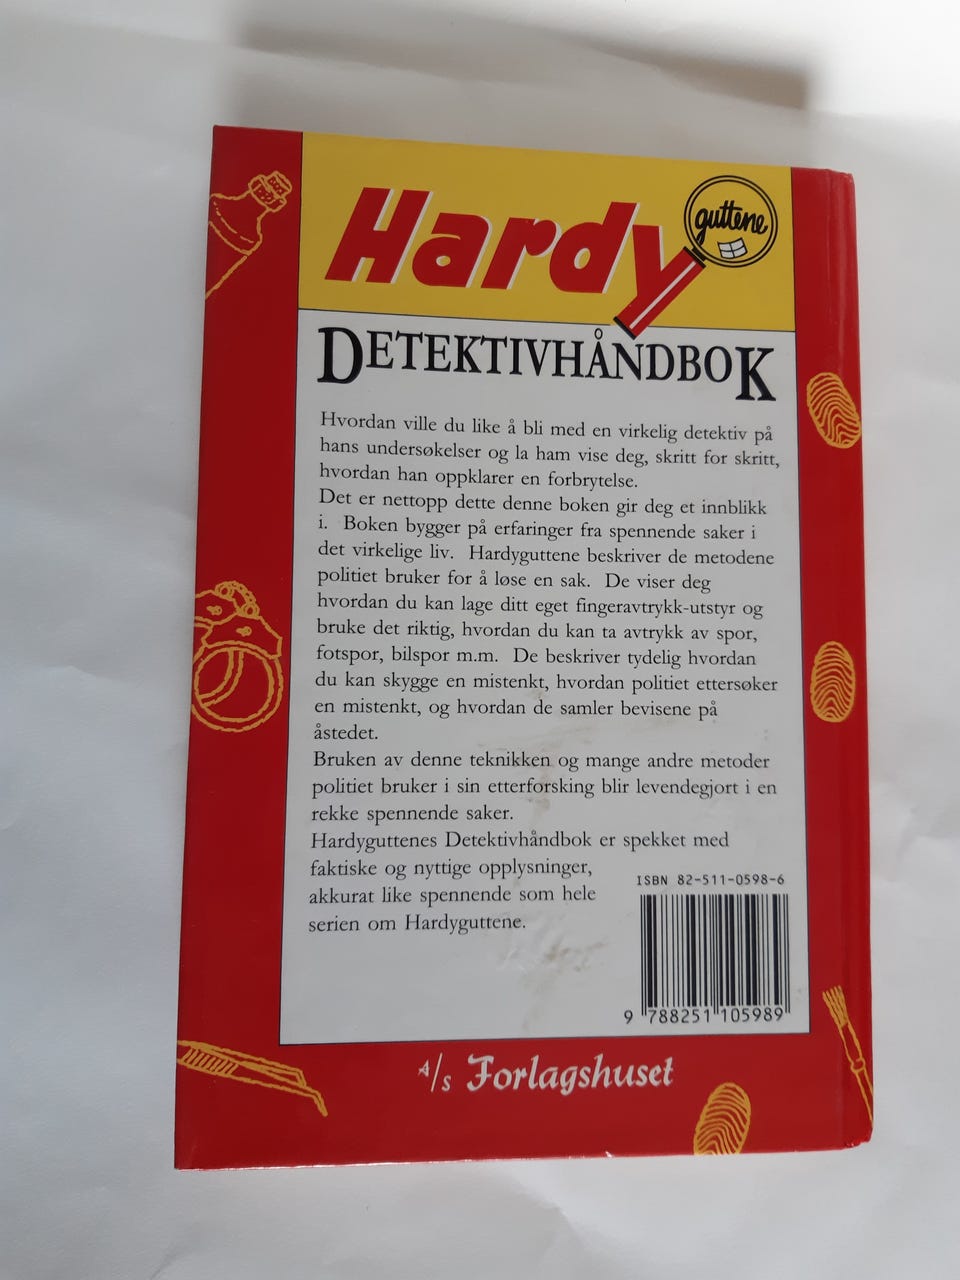 Hardy
guttene
DETEKTIVHÅNDBOK
Hvordan ville du like å bli med en virkelig detektiv på
hans undersøkelser og la ham vise deg, skritt for skritt,
hvordan han oppklarer en forbrytelse.
Det er nettopp dette denne boken gir deg et innblikk
i. Boken bygger på erfaringer fra spennende saker i
det virkelige liv. Hardyguttene beskriver de metodene
politiet bruker for å løse en sak. De viser deg
hvordan du kan lage ditt eget fingeravtrykk-utstyr og
bruke det riktig, hvordan du kan ta avtrykk av spor,
fotspor, bilspor m.m. De beskriver tydelig hvordan
du kan skygge en mistenkt, hvordan politiet ettersøker
en mistenkt, og hvordan de samler bevisene på
åstedet.
Bruken av denne teknikken og mange andre metoder
politiet bruker i sin etterforsking blir levendegjort i en
rekke spennende saker.
Hardyguttenes Detektivhåndbok er spekket med
faktiske og nyttige opplysninger,
akkurat like spennende som hele
serien om Hardyguttene.
ISBN 82-511-0598-6
9 788251 105989
A/S Forlagshuset